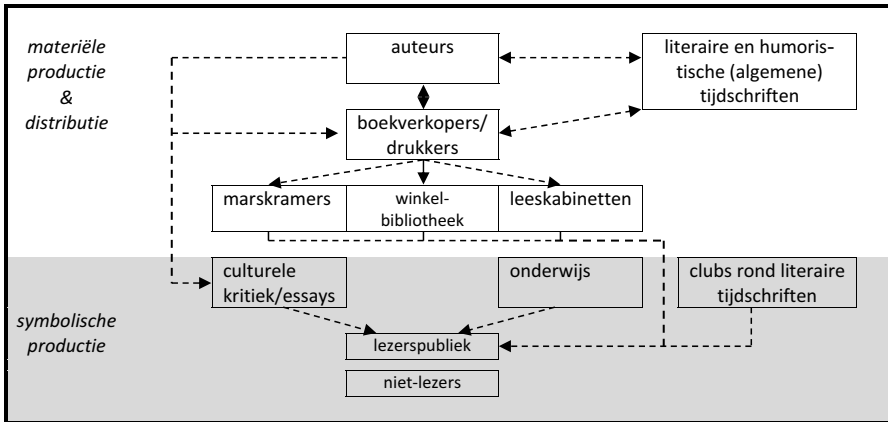 materiële
productie
&
distributie
auteurs
literaire en humoris-
tische (algemene)
tijdschriften
boekverkopers/
drukkers
marskramers
winkel-
bibliotheek
leeskabinetten
culturele
kritiek/essays
onderwijs
clubs rond literaire
tijdschriften
symbolische
productie
lezerspubliek
niet-lezers